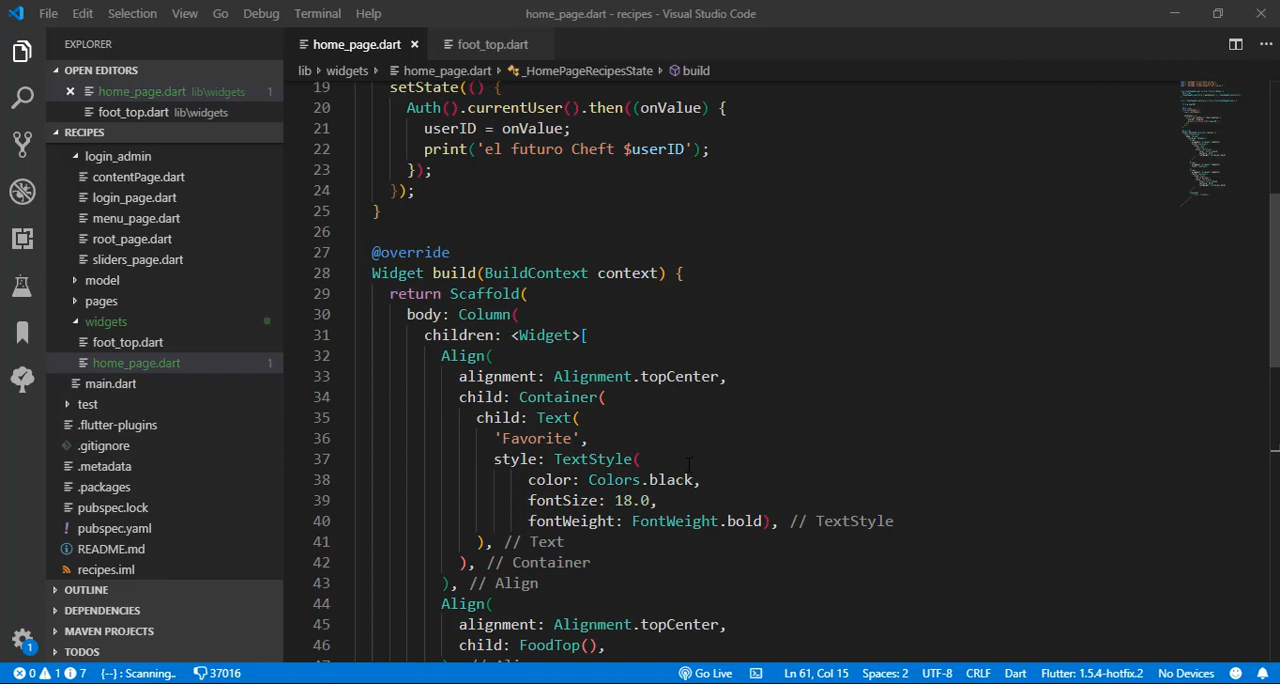 File Edit Selection View Go Debug Terminal Help home_page.dart - recipes - Visual Studio Code
EXPLORER
OPEN EDITORS
home_page.dart lib\widgets 1
foot_top.dart lib\widgets
RECIPES
login_admin
contentPage.dart
login_page.dart
menu_page.dart
root_page.dart
sliders_page.dart
model
pages
widgets
foot_top.dart
home_page.dart 1
main.dart
test
.flutter-plugins
.gitignore
.metadata
.packages
pubspec.lock
pubspec.yaml
README.md
recipes.iml
OUTLINE
DEPENDENCIES
MAVEN PROJECTS
TODOS
home_page.dart foot_top.dart
lib widgets home_page.dart _HomePageRecipesState build
19 setState(() {
20 Auth().currentUser().then((onValue) {
21 userID = onValue;
22 print('el futuro Cheft $userID');
23 });
24 });
25 }
26
27 @override
28 Widget build(BuildContext context) {
29 return Scaffold(
30 body: Column(
31 children: <Widget>[
32 Align(
33 alignment: Alignment.topCenter,
34 child: Container(
35 child: Text(
36 'Favorite',
37 style: TextStyle(
38 color: Colors.black,
39 fontSize: 18.0,
40 fontWeight: FontWeight.bold), // TextStyle
41 ), // Text
42 ), // Container
43 ), // Align
44 Align(
45 alignment: Alignment.topCenter,
46 child: FoodTop(),
1
0 1 7 {--} : Scanning.. 37016 Go Live Ln 61, Col 15 Spaces: 2 UTF-8 CRLF Dart Flutter: 1.5.4-hotfix.2 No Devices